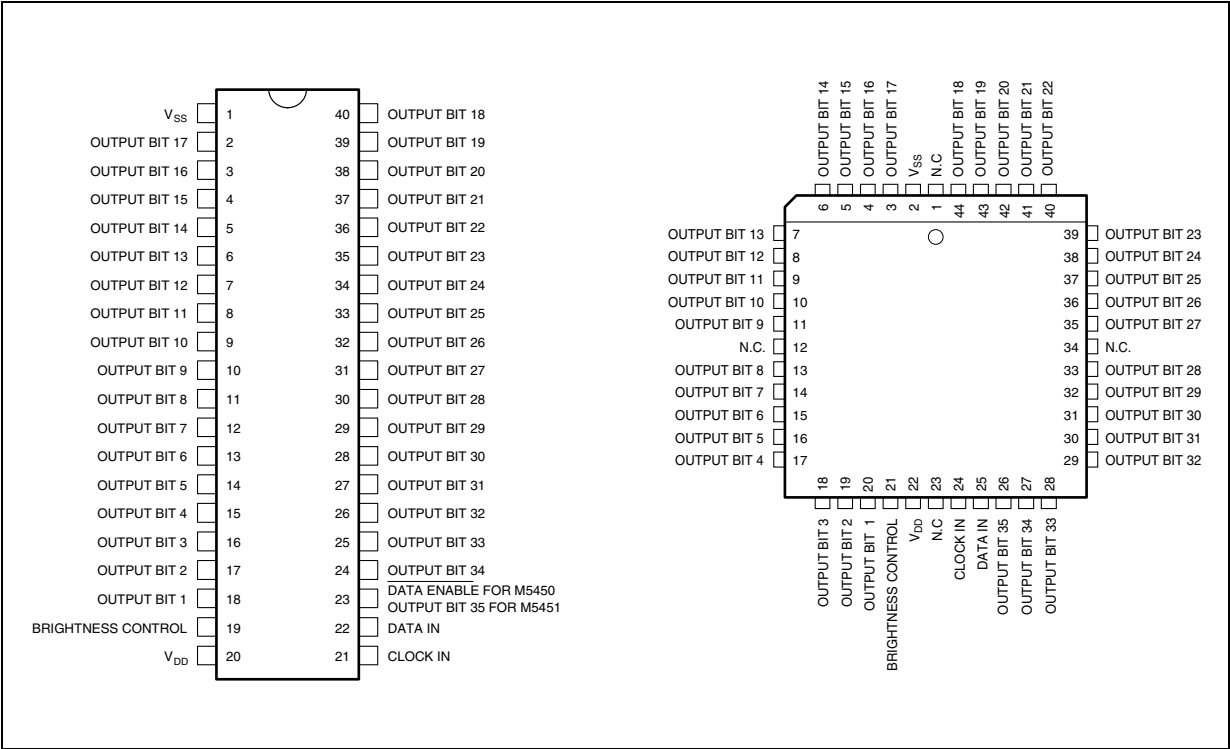 VSS 1 40 OUTPUT BIT 18
OUTPUT BIT 17 2 39 OUTPUT BIT 19
OUTPUT BIT 16 3 38 OUTPUT BIT 20
OUTPUT BIT 15 4 37 OUTPUT BIT 21
OUTPUT BIT 14 5 36 OUTPUT BIT 22
OUTPUT BIT 13 6 35 OUTPUT BIT 23
OUTPUT BIT 12 7 34 OUTPUT BIT 24
OUTPUT BIT 11 8 33 OUTPUT BIT 25
OUTPUT BIT 10 9 32 OUTPUT BIT 26
OUTPUT BIT 9 10 31 OUTPUT BIT 27
OUTPUT BIT 8 11 30 OUTPUT BIT 28
OUTPUT BIT 7 12 29 OUTPUT BIT 29
OUTPUT BIT 6 13 28 OUTPUT BIT 30
OUTPUT BIT 5 14 27 OUTPUT BIT 31
OUTPUT BIT 4 15 26 OUTPUT BIT 32
OUTPUT BIT 3 16 25 OUTPUT BIT 33
OUTPUT BIT 2 17 24 OUTPUT BIT 34
OUTPUT BIT 1 18 23 DATA ENABLE FOR M5450
OUTPUT BIT 35 FOR M5451
BRIGHTNESS CONTROL 19 22 DATA IN
VDD 20 21 CLOCK IN
OUTPUT BIT 14
OUTPUT BIT 15
OUTPUT BIT 16
OUTPUT BIT 17
VSS
N.C
OUTPUT BIT 18
OUTPUT BIT 19
OUTPUT BIT 20
OUTPUT BIT 21
OUTPUT BIT 22
6 5 4 3 2 1 44 43 42 41 40
OUTPUT BIT 13 7 39 OUTPUT BIT 23
OUTPUT BIT 12 8 38 OUTPUT BIT 24
OUTPUT BIT 11 9 37 OUTPUT BIT 25
OUTPUT BIT 10 10 36 OUTPUT BIT 26
OUTPUT BIT 9 11 35 OUTPUT BIT 27
N.C. 12 34 N.C.
OUTPUT BIT 8 13 33 OUTPUT BIT 28
OUTPUT BIT 7 14 32 OUTPUT BIT 29
OUTPUT BIT 6 15 31 OUTPUT BIT 30
OUTPUT BIT 5 16 30 OUTPUT BIT 31
OUTPUT BIT 4 17 29 OUTPUT BIT 32
18 19 20 21 22 23 24 25 26 27 28
OUTPUT BIT 3
OUTPUT BIT 2
OUTPUT BIT 1
BRIGHTNESS CONTROL
VDD
N.C
CLOCK IN
DATA IN
OUTPUT BIT 35
OUTPUT BIT 34
OUTPUT BIT 33